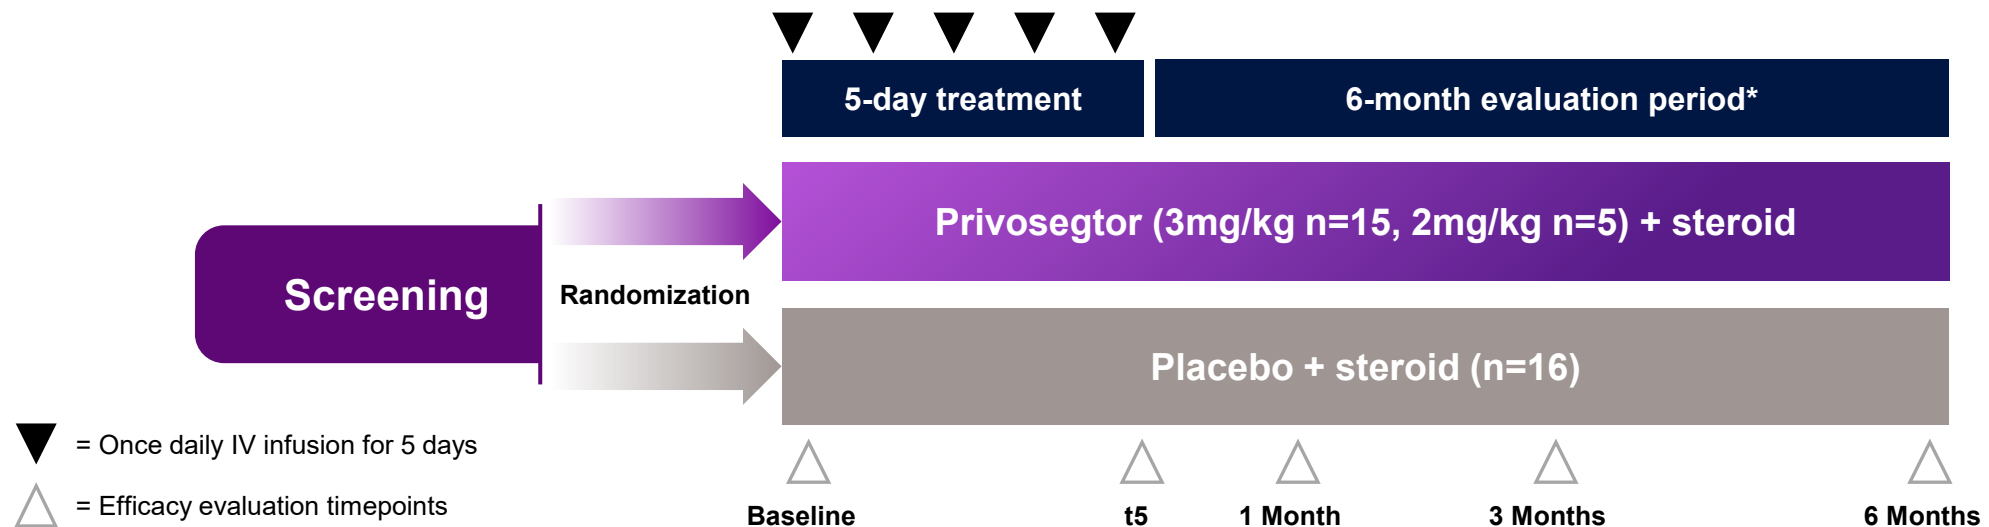 5-day treatment
6-month evaluation period*
Privosegtor (3mg/kg n=15, 2mg/kg n=5) + steroid
Screening
Randomization
Placebo + steroid (n=16)
= Once daily IV infusion for 5 days
= Efficacy evaluation timepoints
Baseline
t5
1 Month
3 Months
6 Months